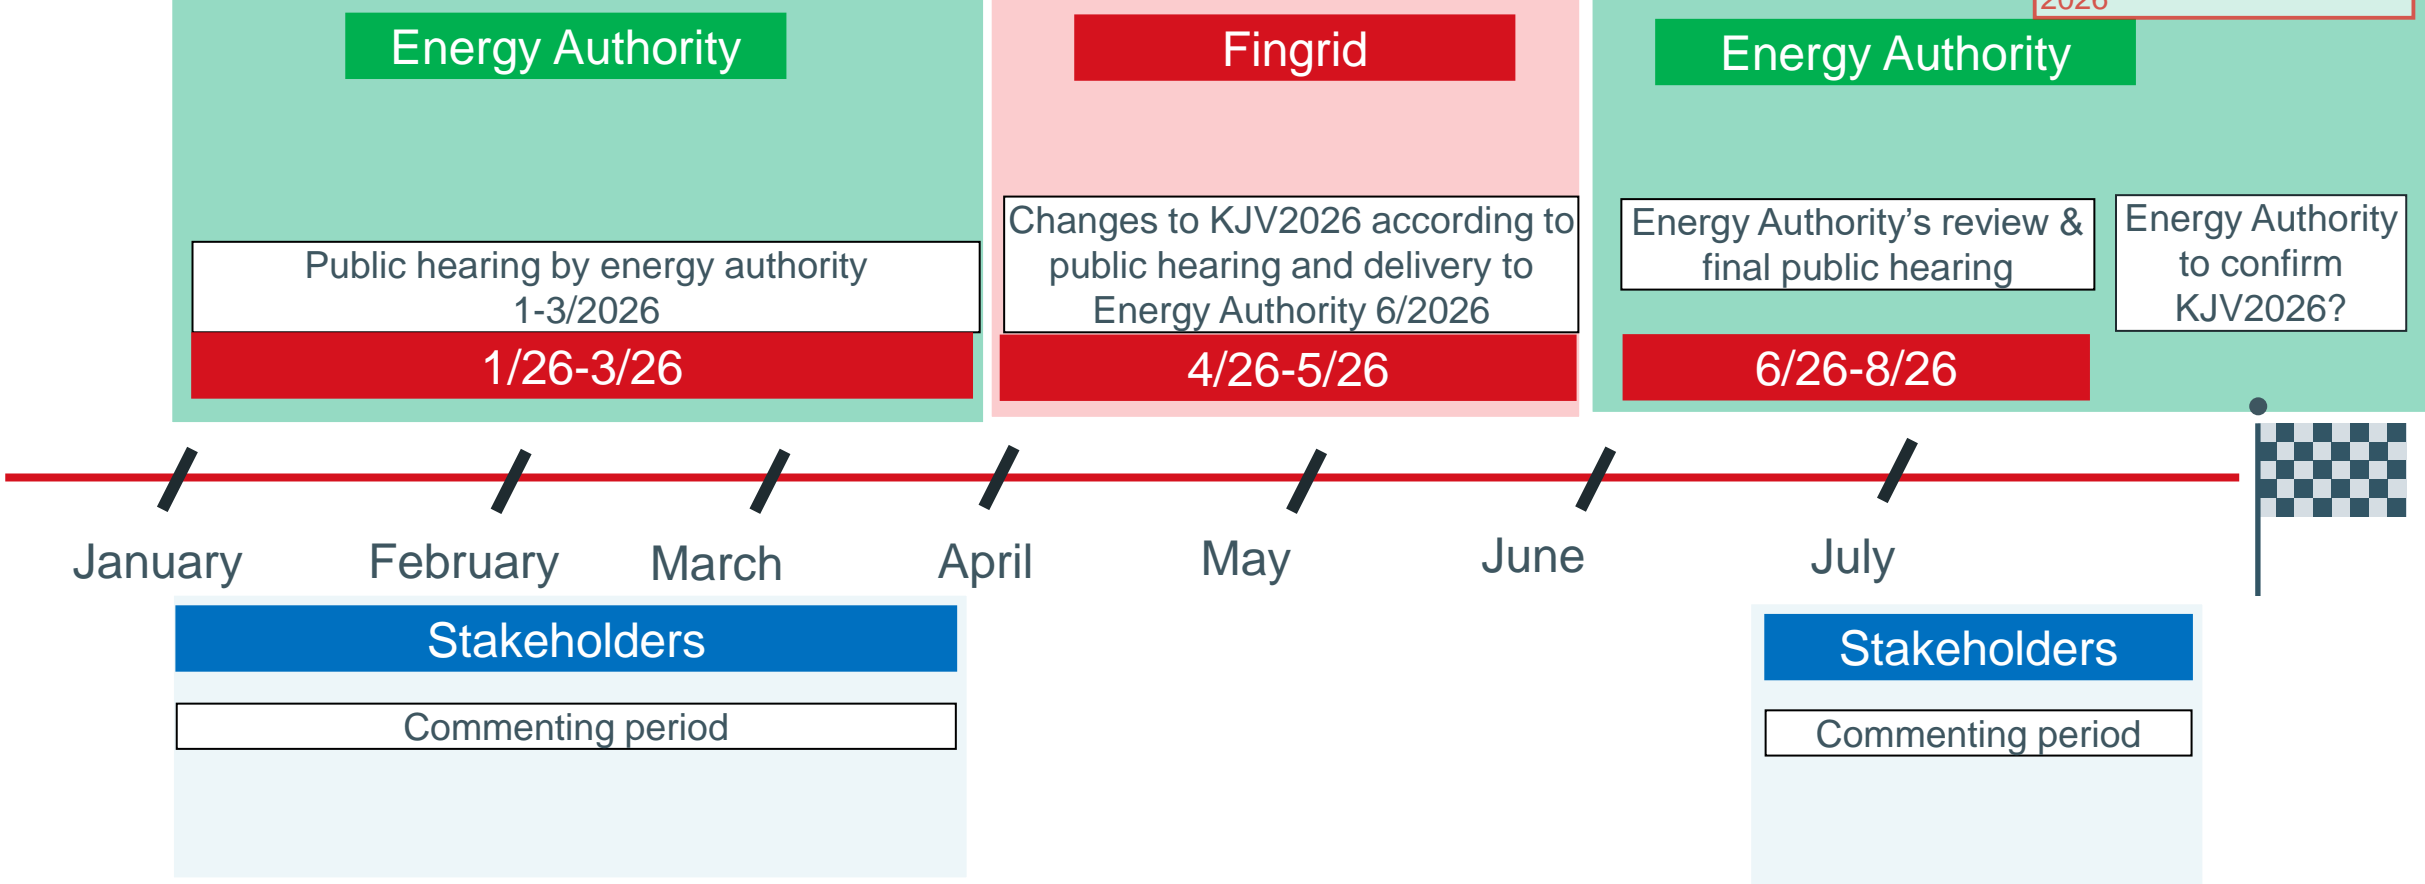 2026
Energy Authority
Fingrid
Energy Authority
Public hearing by energy authority
1-3/2026
1/26-3/26
Changes to KJV2026 according to
public hearing and delivery to
Energy Authority 6/2026
4/26-5/26
Energy Authority’s review &
final public hearing
6/26-8/26
Energy Authority
to confirm
KJV2026?
January
February
March
April
May
June
July
Stakeholders
Commenting period
Stakeholders
Commenting period